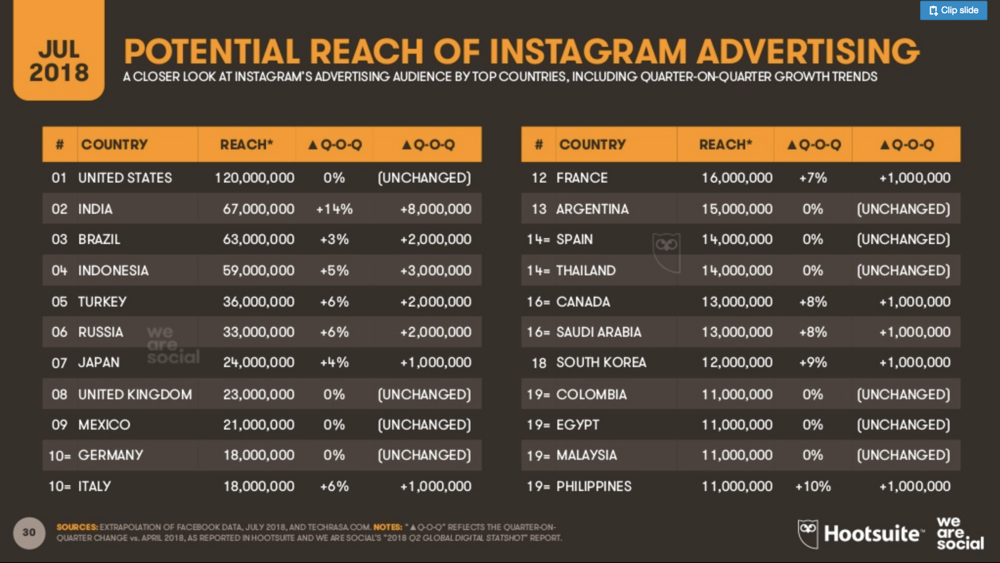 Clip slide
JUL
2018
POTENTIAL REACH OF INSTAGRAM ADVERTISING
A CLOSER LOOK AT INSTAGRAM'S ADVERTISING AUDIENCE BY TOP COUNTRIES, INCLUDING QUARTER-ON-QUARTER GROWTH TRENDS
# COUNTRY REACH* ▲ Q-O-Q ▲ Q-O-Q
01 UNITED STATES 120,000,000 0% (UNCHANGED)
02 INDIA 67,000,000 +14% +8,000,000
03 BRAZIL 63,000,000 +3% +2,000,000
04 INDONESIA 59,000,000 +5% +3,000,000
05 TURKEY 36,000,000 +6% +2,000,000
06 RUSSIA 33,000,000 +6% +2,000,000
07 JAPAN 24,000,000 +4% +1,000,000
08 UNITED KINGDOM 23,000,000 0% (UNCHANGED)
09 MEXICO 21,000,000 0% (UNCHANGED)
10= GERMANY 18,000,000 0% (UNCHANGED)
10= ITALY 18,000,000 +6% +1,000,000
we
are.
social
# COUNTRY REACH* ▲ Q-O-Q ▲ Q-O-Q
12 FRANCE 16,000,000 +7% +1,000,000
13 ARGENTINA 15,000,000 0% (UNCHANGED)
14= SPAIN 14,000,000 0% (UNCHANGED)
14= THAILAND 14,000,000 0% (UNCHANGED)
16= CANADA 13,000,000 +8% +1,000,000
16= SAUDI ARABIA 13,000,000 +8% +1,000,000
18 SOUTH KOREA 12,000,000 +9% +1,000,000
19= COLOMBIA 11,000,000 0% (UNCHANGED)
19= EGYPT 11,000,000 0% (UNCHANGED)
19= MALAYSIA 11,000,000 0% (UNCHANGED)
19= PHILIPPINES 11,000,000 +10% +1,000,000
30
SOURCES: EXTRAPOLATION OF FACEBOOK DATA, JULY 2018, AND TECHRASA.COM. NOTES: "▲ Q-O-Q" REFLECTS THE QUARTER-ON-
QUARTER CHANGE vs. APRIL 2018, AS REPORTED IN HOOTSUITE AND WE ARE SOCIAL'S "2018 Q2 GLOBAL DIGITAL STATSHOT" REPORT.
Hootsuite™
we
are.
social